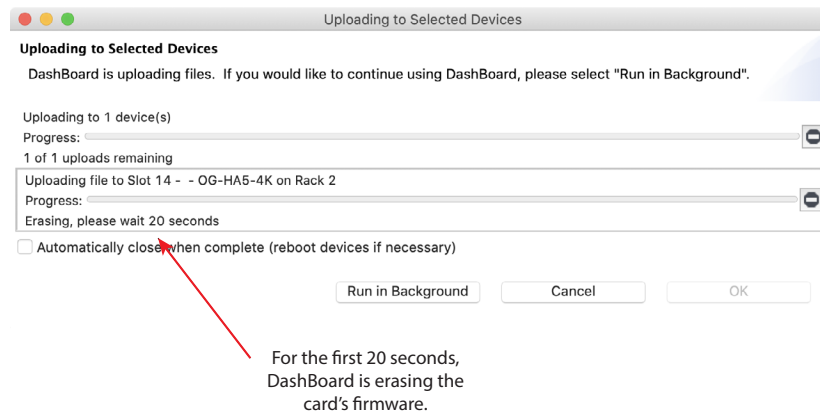 Uploading to Selected Devices
Uploading to Selected Devices
DashBoard is uploading files. If you would like to continue using DashBoard, please select "Run in Background".
Uploading to 1 device(s)
Progress:
1 of 1 uploads remaining
Uploading file to Slot 14 - - OG-HA5-4K on Rack 2
Progress:
Erasing, please wait 20 seconds
Automatically close when complete (reboot devices if necessary)
Run in Background Cancel OK
For the first 20 seconds,
DashBoard is erasing the
card’s firmware.